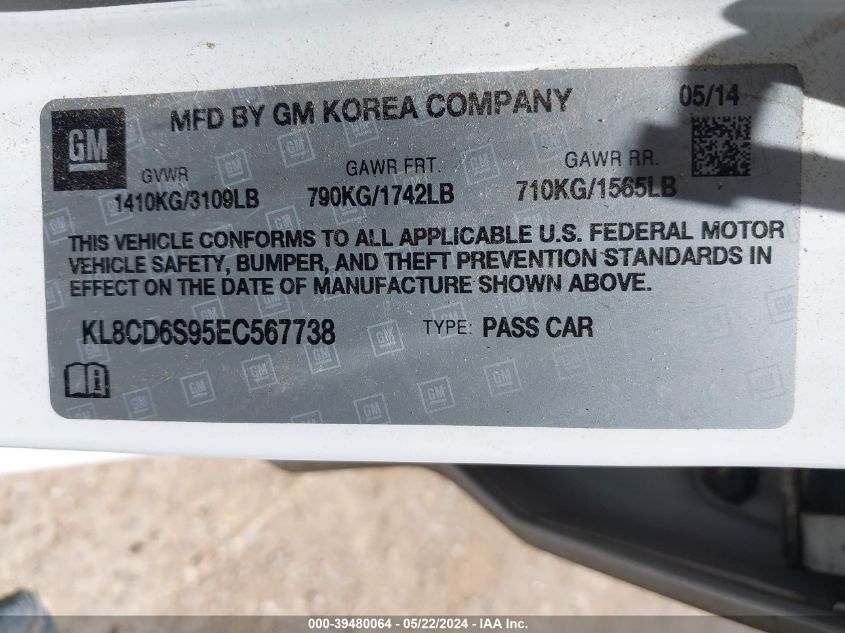 GM
MFD BY GM KOREA COMPANY
05/14
GVWR
GAWR FRT.
GAWR RR.
1410KG/3109LB
790KG/1742LB
710KG/1565LB
THIS VEHICLE CONFORMS TO ALL APPLICABLE U.S. FEDERAL MOTOR
VEHICLE SAFETY, BUMPER, AND THEFT PREVENTION STANDARDS IN
EFFECT ON THE DATE OF MANUFACTURE SHOWN ABOVE.
KL8CD6S95EC567738
TYPE: PASS CAR
000-39480064 - 05/22/2024 - IAA Inc.